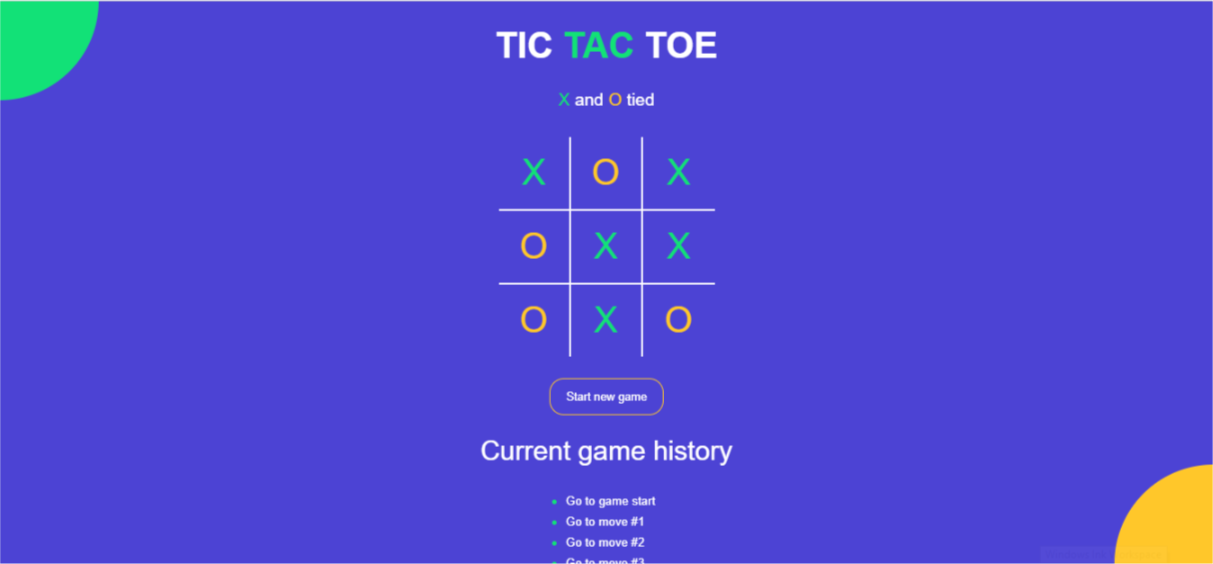 TIC TAC TOE
X and O tied
X O X
O X X
O X O
Start new game
Current game history
Go to game start
Go to move #1
Go to move #2
Go to move #3